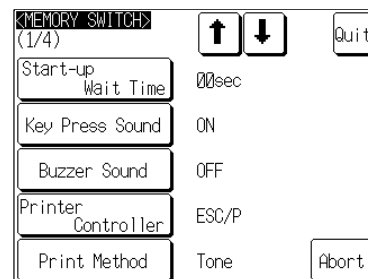 <MEMORY SWITCH>
(1/4)
Quit
Start-up
Wait Time
00sec
Key Press Sound
ON
Buzzer Sound
OFF
Printer
Controller
ESC/P
Print Method
Tone
Abort